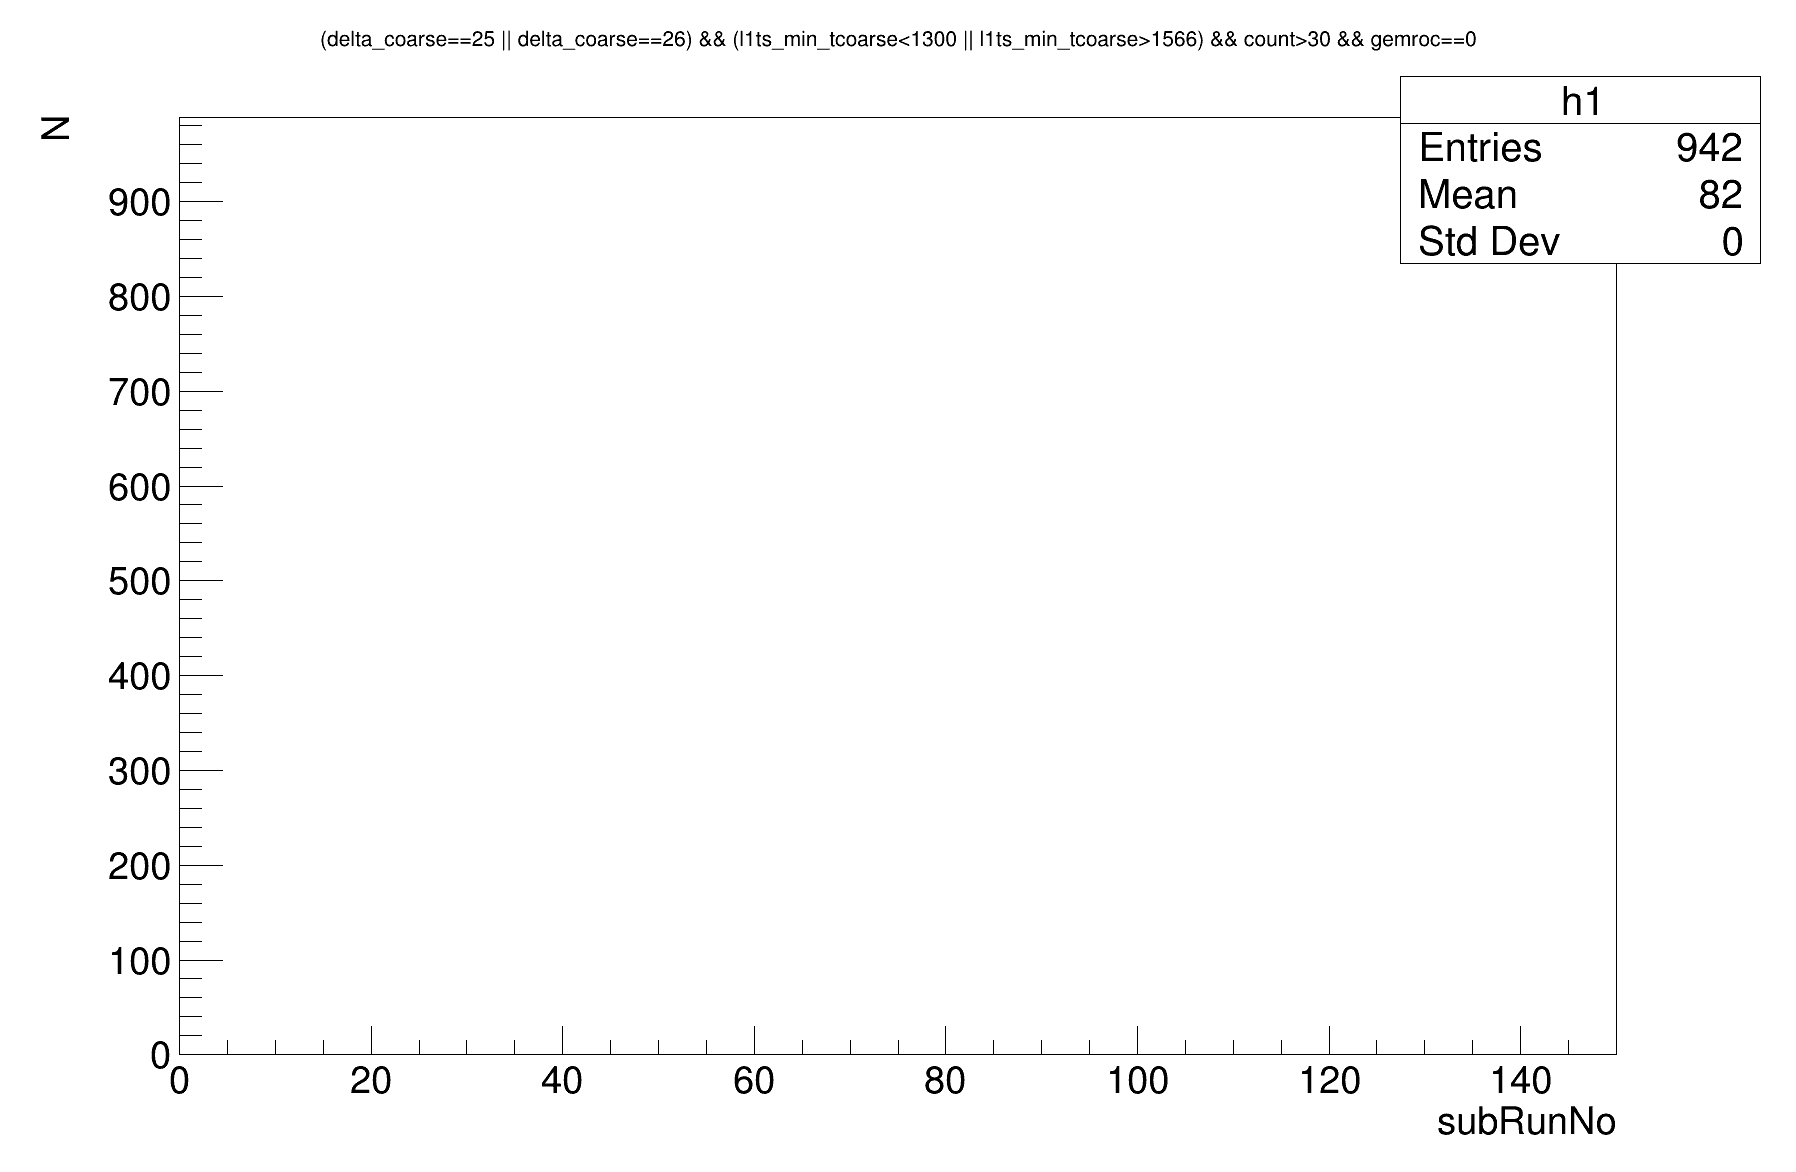 (delta_coarse==25 || delta_coarse==26) && (l1ts_min_tcoarse<1300 || l1ts_min_tcoarse>1566) && count>30 && gemroc==0
h1
Entries 942
Mean 82
Std Dev 0
N
900
800
700
600
500
400
300
200
100
0
0 20 40 60 80 100 120 140
subRunNo